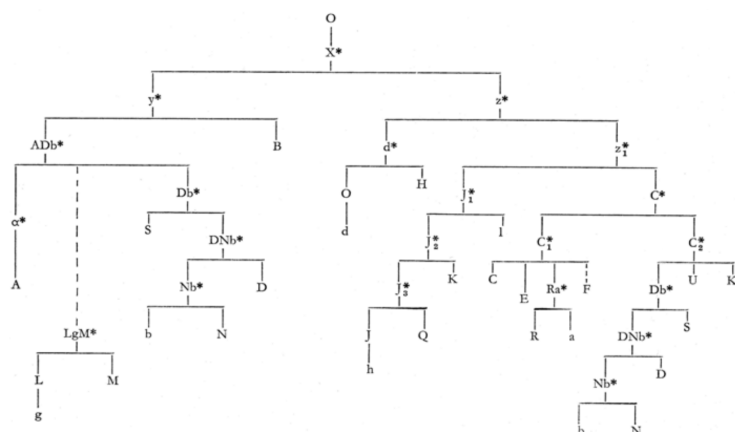 O
X*
y* z*
ADb* B d* z*1
Db* O H J*1 C*
α* S d J*2 l C*1 C*2
DNb*
A Nb* D J*3 K C E Ra* F Db* U K
LgM* b N J Q R a DNb* S
L M h Nb* D
g b N